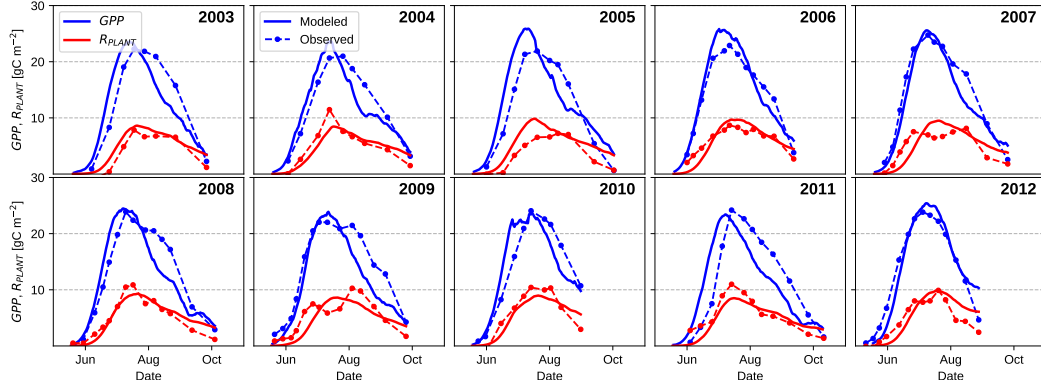 2003
2004
2005
2006
2007
GPP
R_PLANT
Modeled
Observed
GPP, R_PLANT [gC m⁻²]
30
20
10
2008
2009
2010
2011
2012
GPP, R_PLANT [gC m⁻²]
30
20
10
Jun Aug Oct
Jun Aug Oct
Jun Aug Oct
Jun Aug Oct
Jun Aug Oct
Date
Date
Date
Date
Date